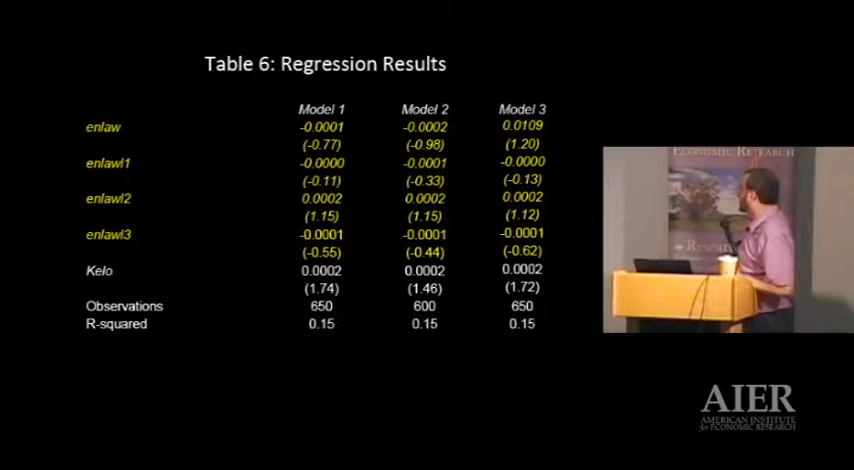 Table 6: Regression Results
Model 1 Model 2 Model 3
enlaw -0.0001 -0.0002 0.0109
(-0.77) (-0.98) (1.20)
enlawl1 -0.0000 -0.0001 -0.0000
(-0.11) (-0.33) (-0.13)
enlawl2 0.0002 0.0002 0.0002
(1.15) (1.15) (1.12)
enlawl3 -0.0001 -0.0001 -0.0001
(-0.55) (-0.44) (-0.62)
Kelo 0.0002 0.0002 0.0002
(1.74) (1.46) (1.72)
Observations 650 600 650
R-squared 0.15 0.15 0.15
Economic Research
Research
AIER
AMERICAN INSTITUTE
for ECONOMIC RESEARCH